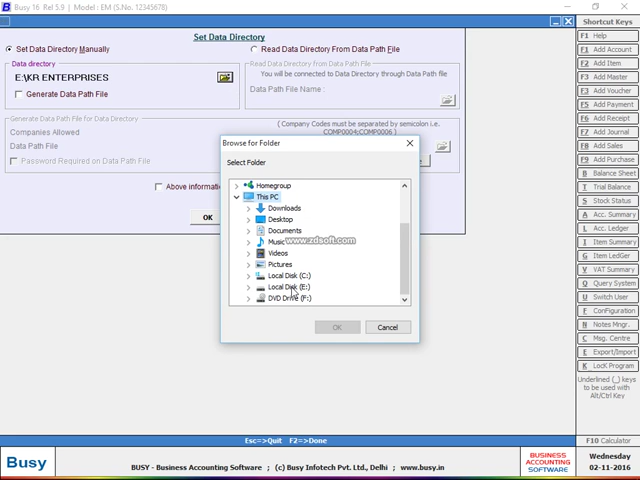 Busy 16 Rel 5.9 ; Model : EM (S.No. 12345678)
Set Data Directory
Set Data Directory Manually
Read Data Directory From Data Path File
Data directory
E:\KR ENTERPRISES
Generate Data Path File
Read Data Directory from Data Path File
You will be connected to Data Directory through Data Path file
Data Path File Name :
Generate Data Path File for Data Directory
Companies Allowed
( Company Codes must be separated by semicolon i.e.
COMP0004;COMP0006 )
Data Path File
Password Required on Data Path File
Above informatio
OK
Browse for Folder
Select Folder
Homegroup
This PC
Downloads
Desktop
Documents
Music
www.zdsoft.com
Videos
Pictures
Local Disk (C:)
Local Disk (E:)
DVD Drive (F:)
OK
Cancel
Shortcut Keys
F1 Help
F1 Add Account
F2 Add Item
F3 Add Master
F3 Add Voucher
F5 Add Payment
F6 Add Receipt
F7 Add Journal
F8 Add Sales
F9 Add Purchase
B Balance Sheet
T Trial Balance
S Stock Status
A Acc. Summary
L Acc. Ledger
I Item Summary
D Item Ledger
V VAT Summary
Q Query System
U Switch User
F Configuration
N Notes Mngr.
C Msg. Centre
E Export/Import
K LocK Program
Underlined (_) keys
to be used with
Alt/Ctrl Key
F10 Calculator
Esc=>Quit F2=>Done
Busy
BUSY - Business Accounting Software ; (c) Busy Infotech Pvt. Ltd., Delhi ; www.busy.in
BUSINESS
ACCOUNTING
SOFTWARE
Wednesday
02-11-2016